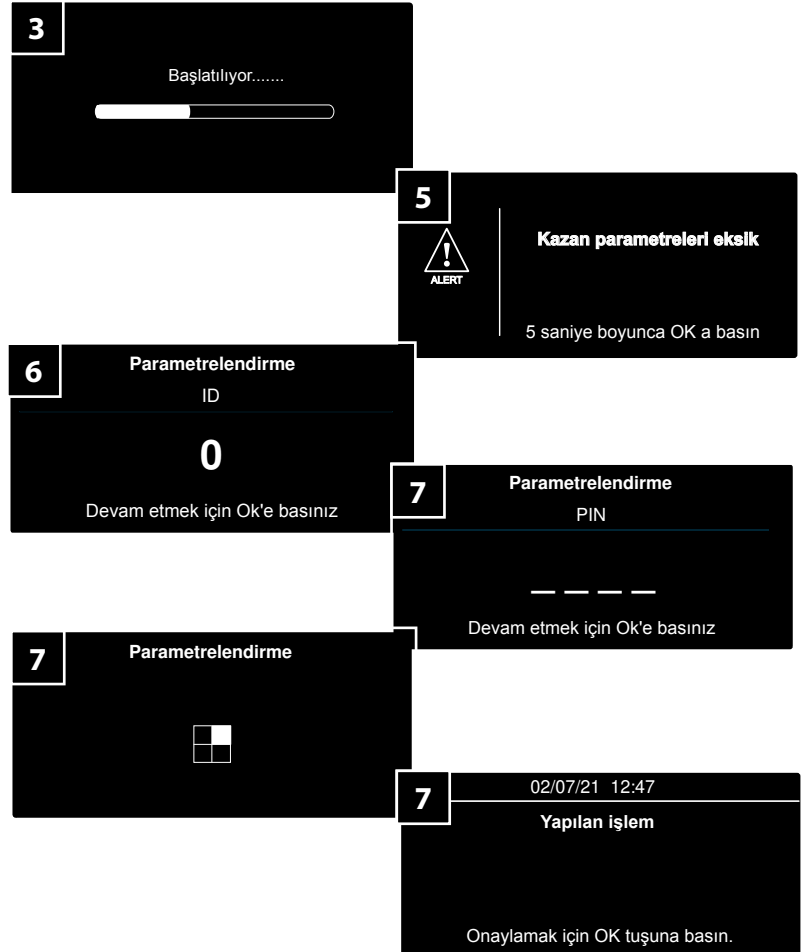 3
Başlatılıyor.......
5
ALERT
Kazan parametreleri eksik
5 saniye boyunca OK a basın
6
Parametrelendirme
ID
0
Devam etmek için Ok'e basınız
7
Parametrelendirme
PIN
_ _ _ _
Devam etmek için Ok'e basınız
7
Parametrelendirme
7
02/07/21 12:47
Yapılan işlem
Onaylamak için OK tuşuna basın.